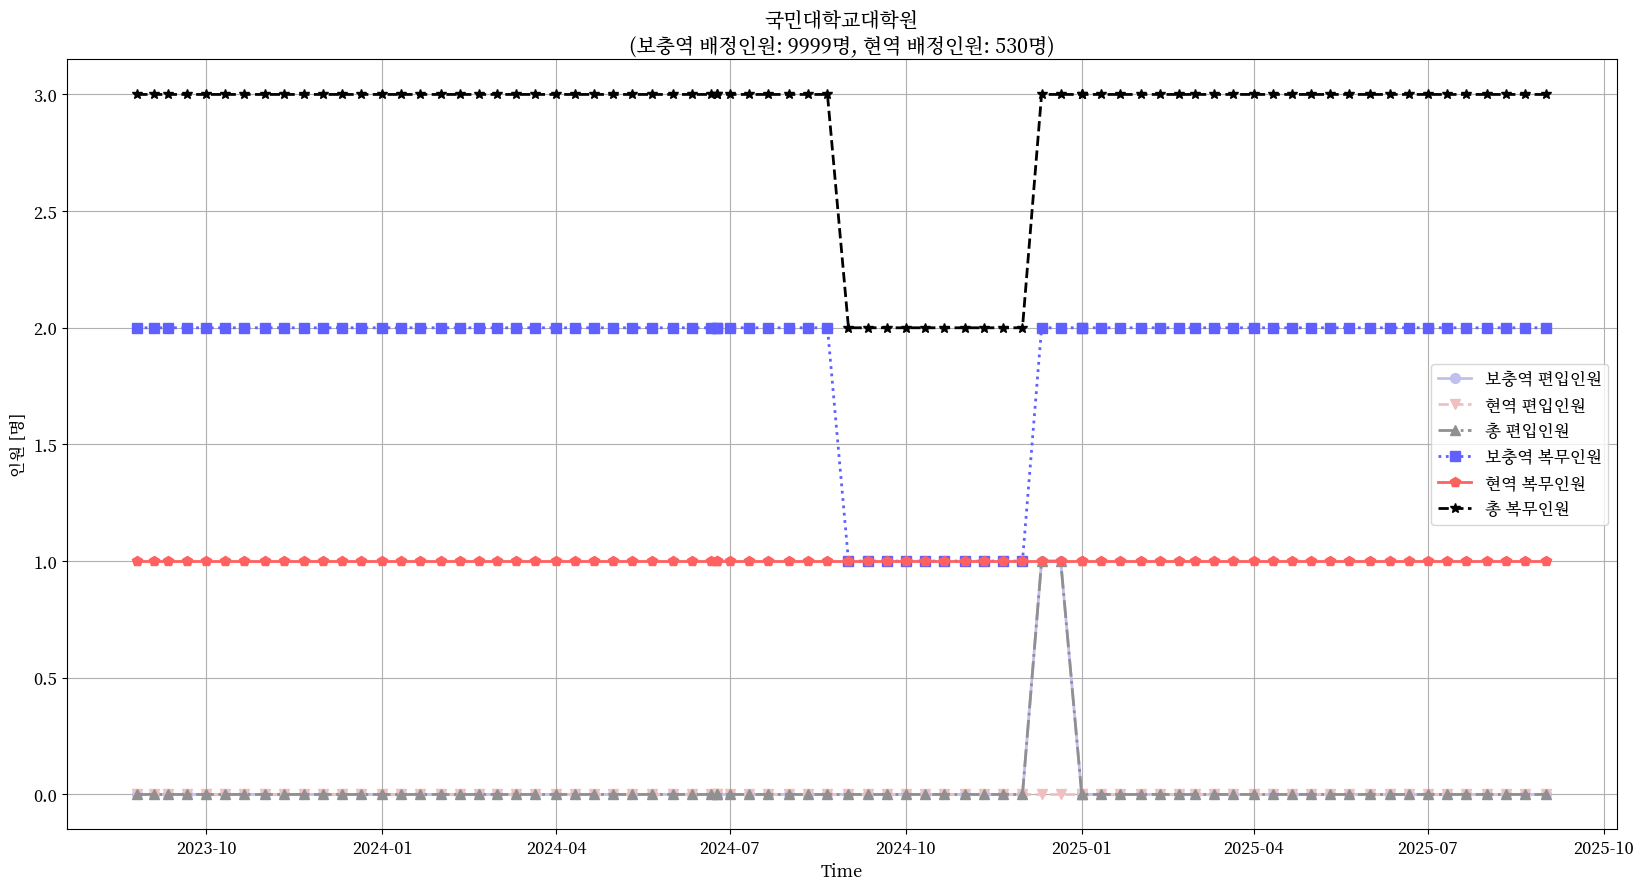 국민대학교대학원
(보충역 배정인원: 9999명, 현역 배정인원: 530명)
3.0
2.5
2.0
1.5
1.0
0.5
0.0
인원 [명]
보충역 편입인원
현역 편입인원
총 편입인원
보충역 복무인원
현역 복무인원
총 복무인원
2023-10
2024-01
2024-04
2024-07
2024-10
2025-01
2025-04
2025-07
2025-10
Time